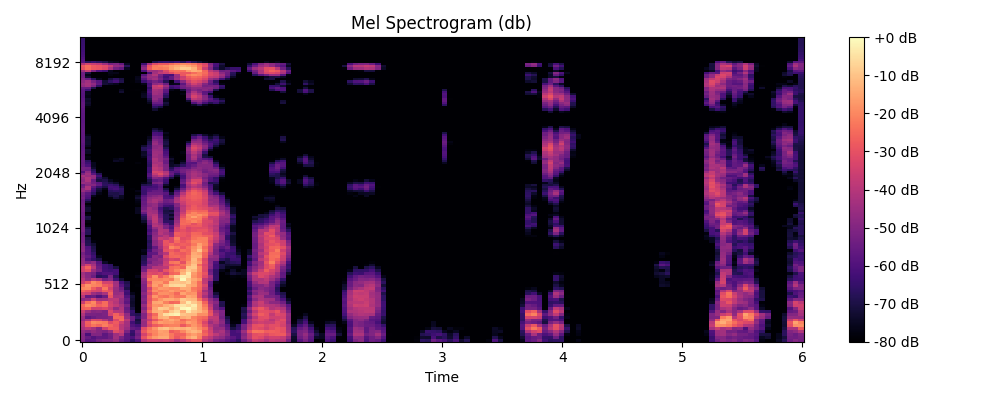 Mel Spectrogram (db)
Hz
8192
4096
2048
1024
512
0
0 1 2 3 4 5 6
Time
+0 dB
-10 dB
-20 dB
-30 dB
-40 dB
-50 dB
-60 dB
-70 dB
-80 dB